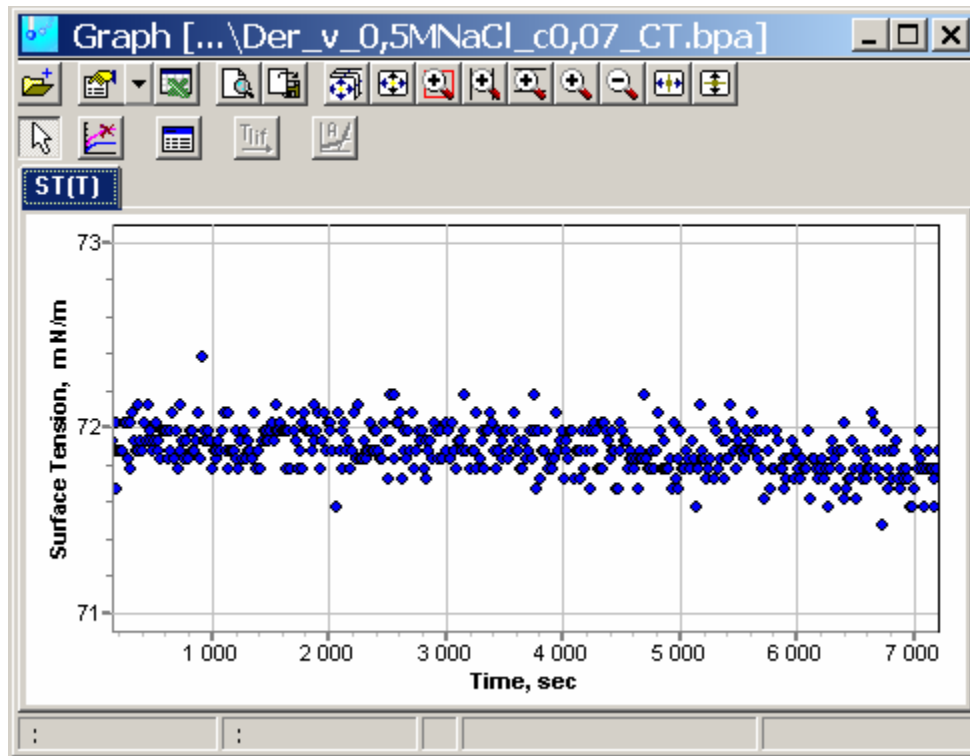 Graph [...\Der_v_0,5MNaCl_c0,07_CT.bpa]
Tlif
A
ST(T)
73
72
71
Surface Tension, mN/m
1 000 2 000 3 000 4 000 5 000 6 000 7 000
Time, sec
: :